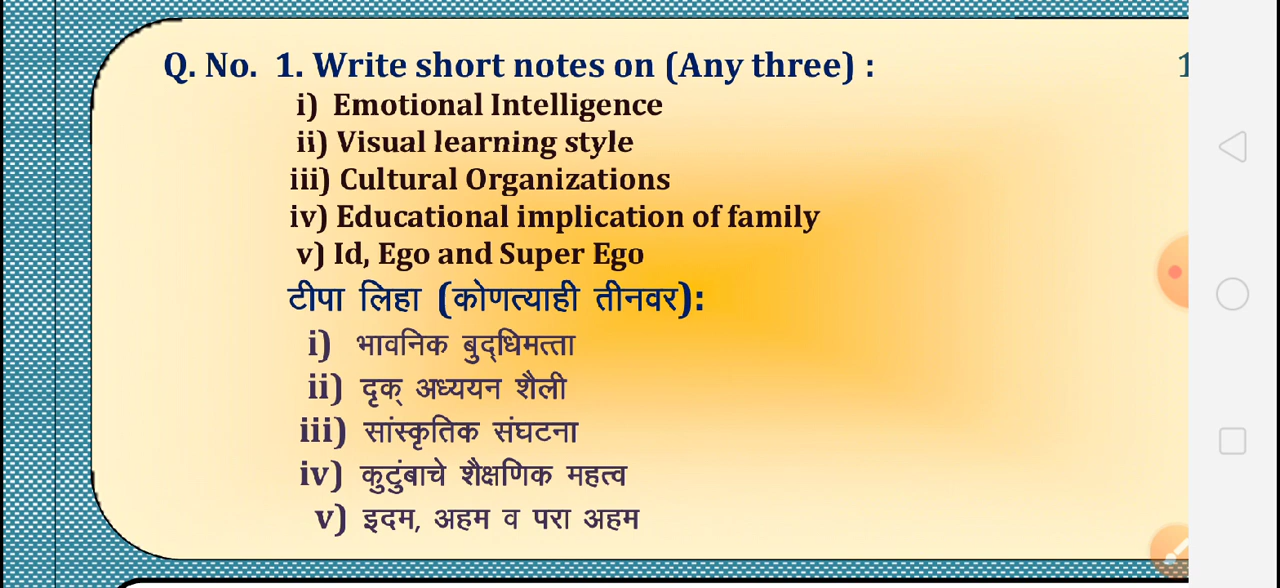 Q. No. 1. Write short notes on (Any three) : 1
i) Emotional Intelligence
ii) Visual learning style
iii) Cultural Organizations
iv) Educational implication of family
v) Id, Ego and Super Ego
टीपा लिहा (कोणत्याही तीनवर):
i) भावनिक बुद्धिमत्ता
ii) दृक् अध्ययन शैली
iii) सांस्कृतिक संघटना
iv) कुटुंबाचे शैक्षणिक महत्व
v) इदम, अहम व परा अहम